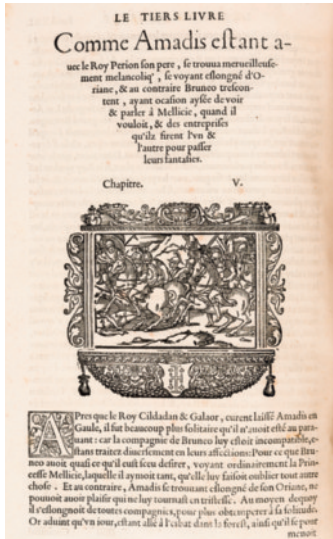 LE TIERS LIVRE
Comme Amadis estant a-
uec le Roy Perion son pere, se trouua merueilleuse-
ment melancoliq', se voyant eslongné d'O-
riane, & au contraire Bruneo trescon-
tent, ayant ocasion aysée de voir
& parler à Mellicie, quand il
vouloit, & des entreprises
qu'ilz firent l'vn &
l'autre pour passer
leurs fantasies.
Chapitre. V.
APres que le Roy Cildadan & Galaor, eurent laissé Amadis en
Gaule, il fut beaucoup plus solitaire qu'il n'auoit esté au para-
uant: car la compagnie de Bruneo luy estoit incomparable, e-
stans traitez diuersement en leurs affections: Pour ce que Bru-
neo auoit quasi ce qu'il eust sceu desirer, voyant ordinairement la Prin-
cesse Mellicie, laquelle il aymoit tant, qu'elle luy faisoit oublier tout autre
chose. Et au contraire, Amadis se trouuant eslongné de son Oriane, ne
pouuoit auoir plaisir qui ne luy tournast en tristesse. Au moyen dequoy
il s'eslongnoit de toutes compagnies, pour plus obtemperer à sa solitude.
Or aduint qu'vn iour, estant allé à l'esbat dans la forest, ainsi qu'il se pour
menoit